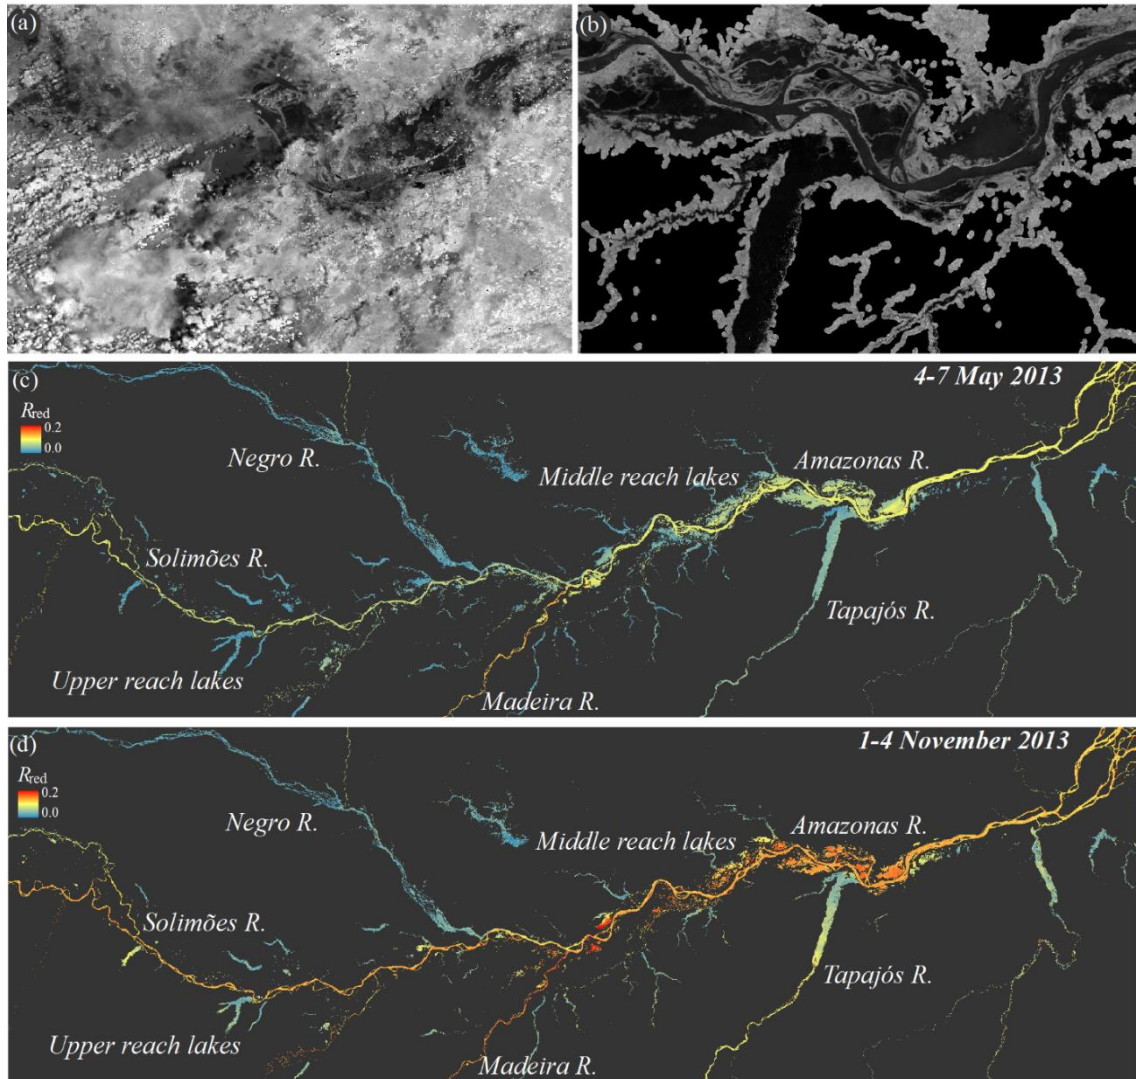 (a)
(b)
(c)
4-7 May 2013
Rred
0.2
0.0
Negro R.
Middle reach lakes
Amazonas R.
Solimões R.
Tapajós R.
Upper reach lakes
Madeira R.
(d)
1-4 November 2013
Rred
0.2
0.0
Negro R.
Middle reach lakes
Amazonas R.
Solimões R.
Tapajós R.
Upper reach lakes
Madeira R.